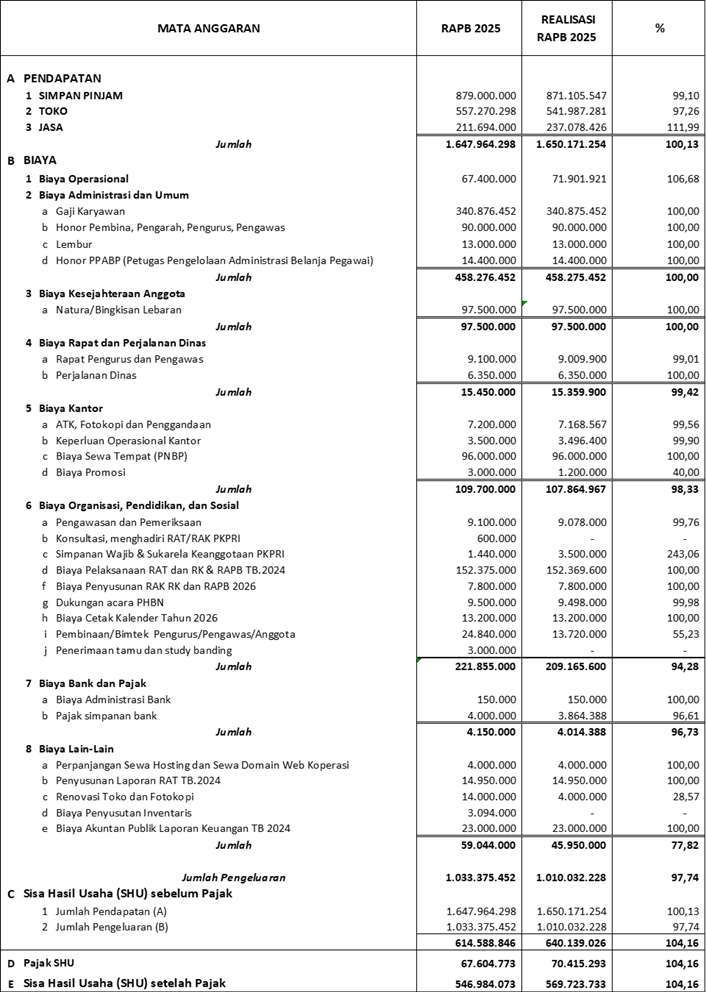 MATA ANGGARAN RAPB 2025 REALISASI RAPB 2025 %
A PENDAPATAN
1 SIMPAN PINJAM 879.000.000 871.105.547 99,10
2 TOKO 557.270.298 541.987.281 97,26
3 JASA 211.694.000 237.078.426 111,99
Jumlah 1.647.964.298 1.650.171.254 100,13
B BIAYA
1 Biaya Operasional 67.400.000 71.901.921 106,68
2 Biaya Administrasi dan Umum
a Gaji Karyawan 340.876.452 340.875.452 100,00
b Honor Pembina, Pengarah, Pengurus, Pengawas 90.000.000 90.000.000 100,00
c Lembur 13.000.000 13.000.000 100,00
d Honor PPABP (Petugas Pengelolaan Administrasi Belanja Pegawai) 14.400.000 14.400.000 100,00
Jumlah 458.276.452 458.275.452 100,00
3 Biaya Kesejahteraan Anggota
a Natura/Bingkisan Lebaran 97.500.000 97.500.000 100,00
Jumlah 97.500.000 97.500.000 100,00
4 Biaya Rapat dan Perjalanan Dinas
a Rapat Pengurus dan Pengawas 9.100.000 9.009.900 99,01
b Perjalanan Dinas 6.350.000 6.350.000 100,00
Jumlah 15.450.000 15.359.900 99,42
5 Biaya Kantor
a ATK, Fotokopi dan Penggandaan 7.200.000 7.168.567 99,56
b Keperluan Operasional Kantor 3.500.000 3.496.400 99,90
c Biaya Sewa Tempat (PNBP) 96.000.000 96.000.000 100,00
d Biaya Promosi 3.000.000 1.200.000 40,00
Jumlah 109.700.000 107.864.967 98,33
6 Biaya Organisasi, Pendidikan, dan Sosial
a Pengawasan dan Pemeriksaan 9.100.000 9.078.000 99,76
b Konsultasi, menghadiri RAT/RAK PKPRI 600.000 - -
c Simpanan Wajib & Sukarela Keanggotaan PKPRI 1.440.000 3.500.000 243,06
d Biaya Pelaksanaan RAT dan RK & RAPB TB.2024 152.375.000 152.369.600 100,00
f Biaya Penyusunan RAK RK dan RAPB 2026 7.800.000 7.800.000 100,00
g Dukungan acara PHBN 9.500.000 9.498.000 99,98
h Biaya Cetak Kalender Tahun 2026 13.200.000 13.200.000 100,00
i Pembinaan/Bimtek Pengurus/Pengawas/Anggota 24.840.000 13.720.000 55,23
j Penerimaan tamu dan study banding 3.000.000 - -
Jumlah 221.855.000 209.165.600 94,28
7 Biaya Bank dan Pajak
a Biaya Administrasi Bank 150.000 150.000 100,00
b Pajak simpanan bank 4.000.000 3.864.388 96,61
Jumlah 4.150.000 4.014.388 96,73
8 Biaya Lain-Lain
a Perpanjangan Sewa Hosting dan Sewa Domain Web Koperasi 4.000.000 4.000.000 100,00
b Penyusunan Laporan RAT TB.2024 14.950.000 14.950.000 100,00
c Renovasi Toko dan Fotokopi 14.000.000 4.000.000 28,57
d Biaya Penyusutan Inventaris 3.094.000 - -
e Biaya Akuntan Publik Laporan Keuangan TB 2024 23.000.000 23.000.000 100,00
Jumlah 59.044.000 45.950.000 77,82
Jumlah Pengeluaran 1.033.375.452 1.010.032.228 97,74
C Sisa Hasil Usaha (SHU) sebelum Pajak
1 Jumlah Pendapatan (A) 1.647.964.298 1.650.171.254 100,13
2 Jumlah Pengeluaran (B) 1.033.375.452 1.010.032.228 97,74
614.588.846 640.139.026 104,16
D Pajak SHU 67.604.773 70.415.293 104,16
E Sisa Hasil Usaha (SHU) setelah Pajak 546.984.073 569.723.733 104,16